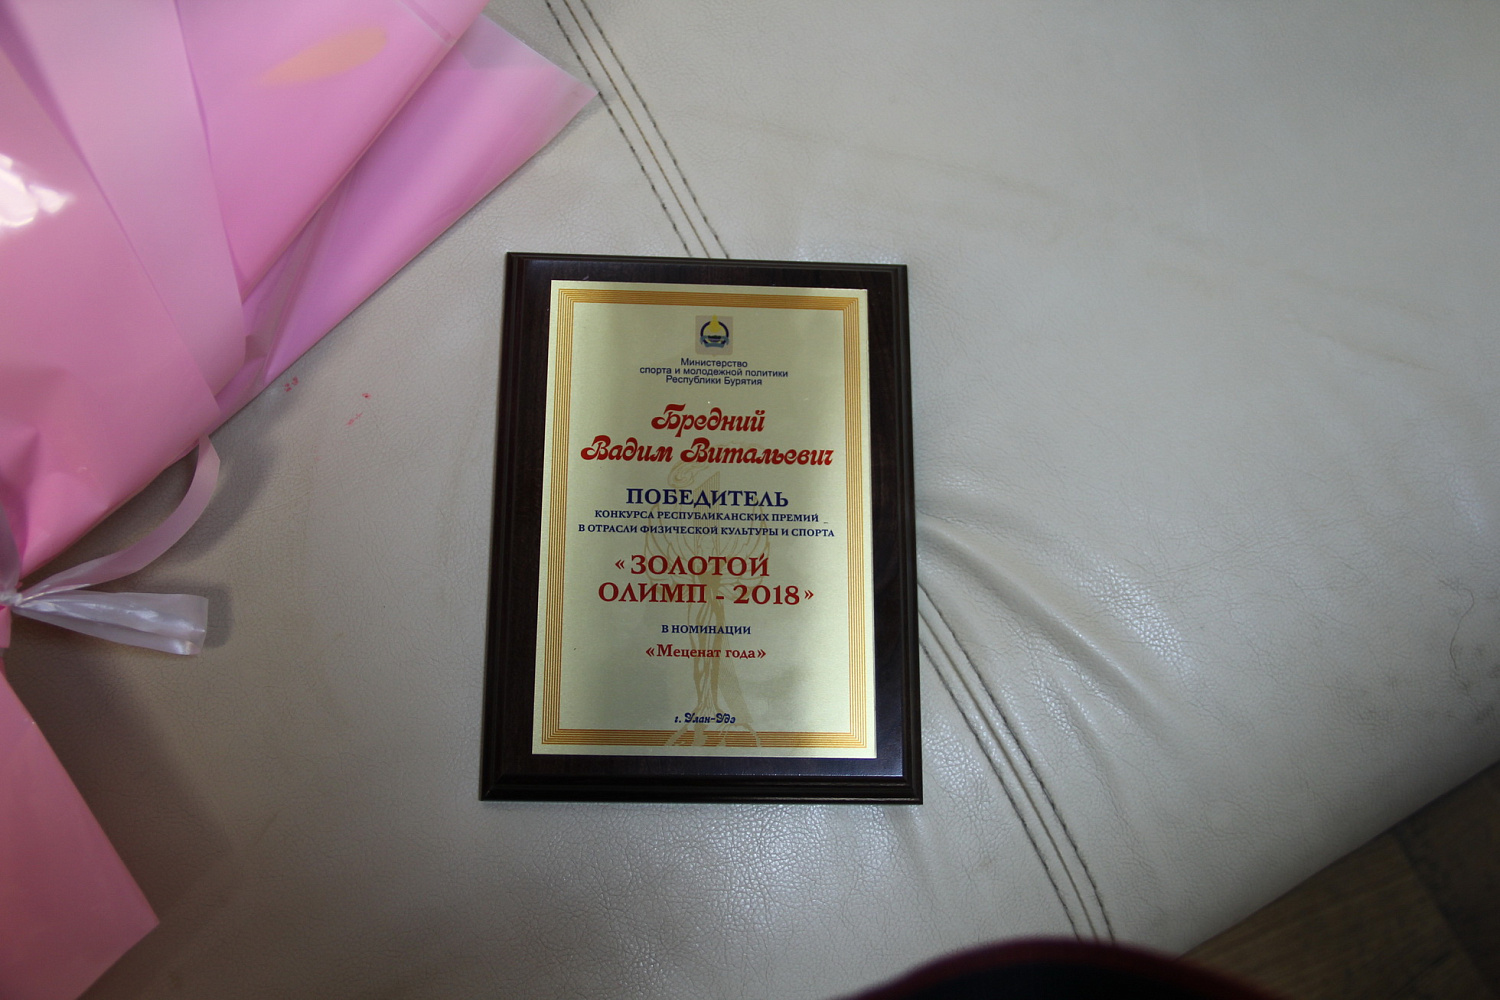 Министерство
спорта и молодежной политики
Республики Бурятия
Бредний
Вадим Витальевич
ПОБЕДИТЕЛЬ
КОНКУРСА РЕСПУБЛИКАНСКИХ ПРЕМИЙ
В ОТРАСЛИ ФИЗИЧЕСКОЙ КУЛЬТУРЫ И СПОРТА
«ЗОЛОТОЙ
ОЛИМП - 2018»
В НОМИНАЦИИ
«Меценат года»
г. Улан-Удэ